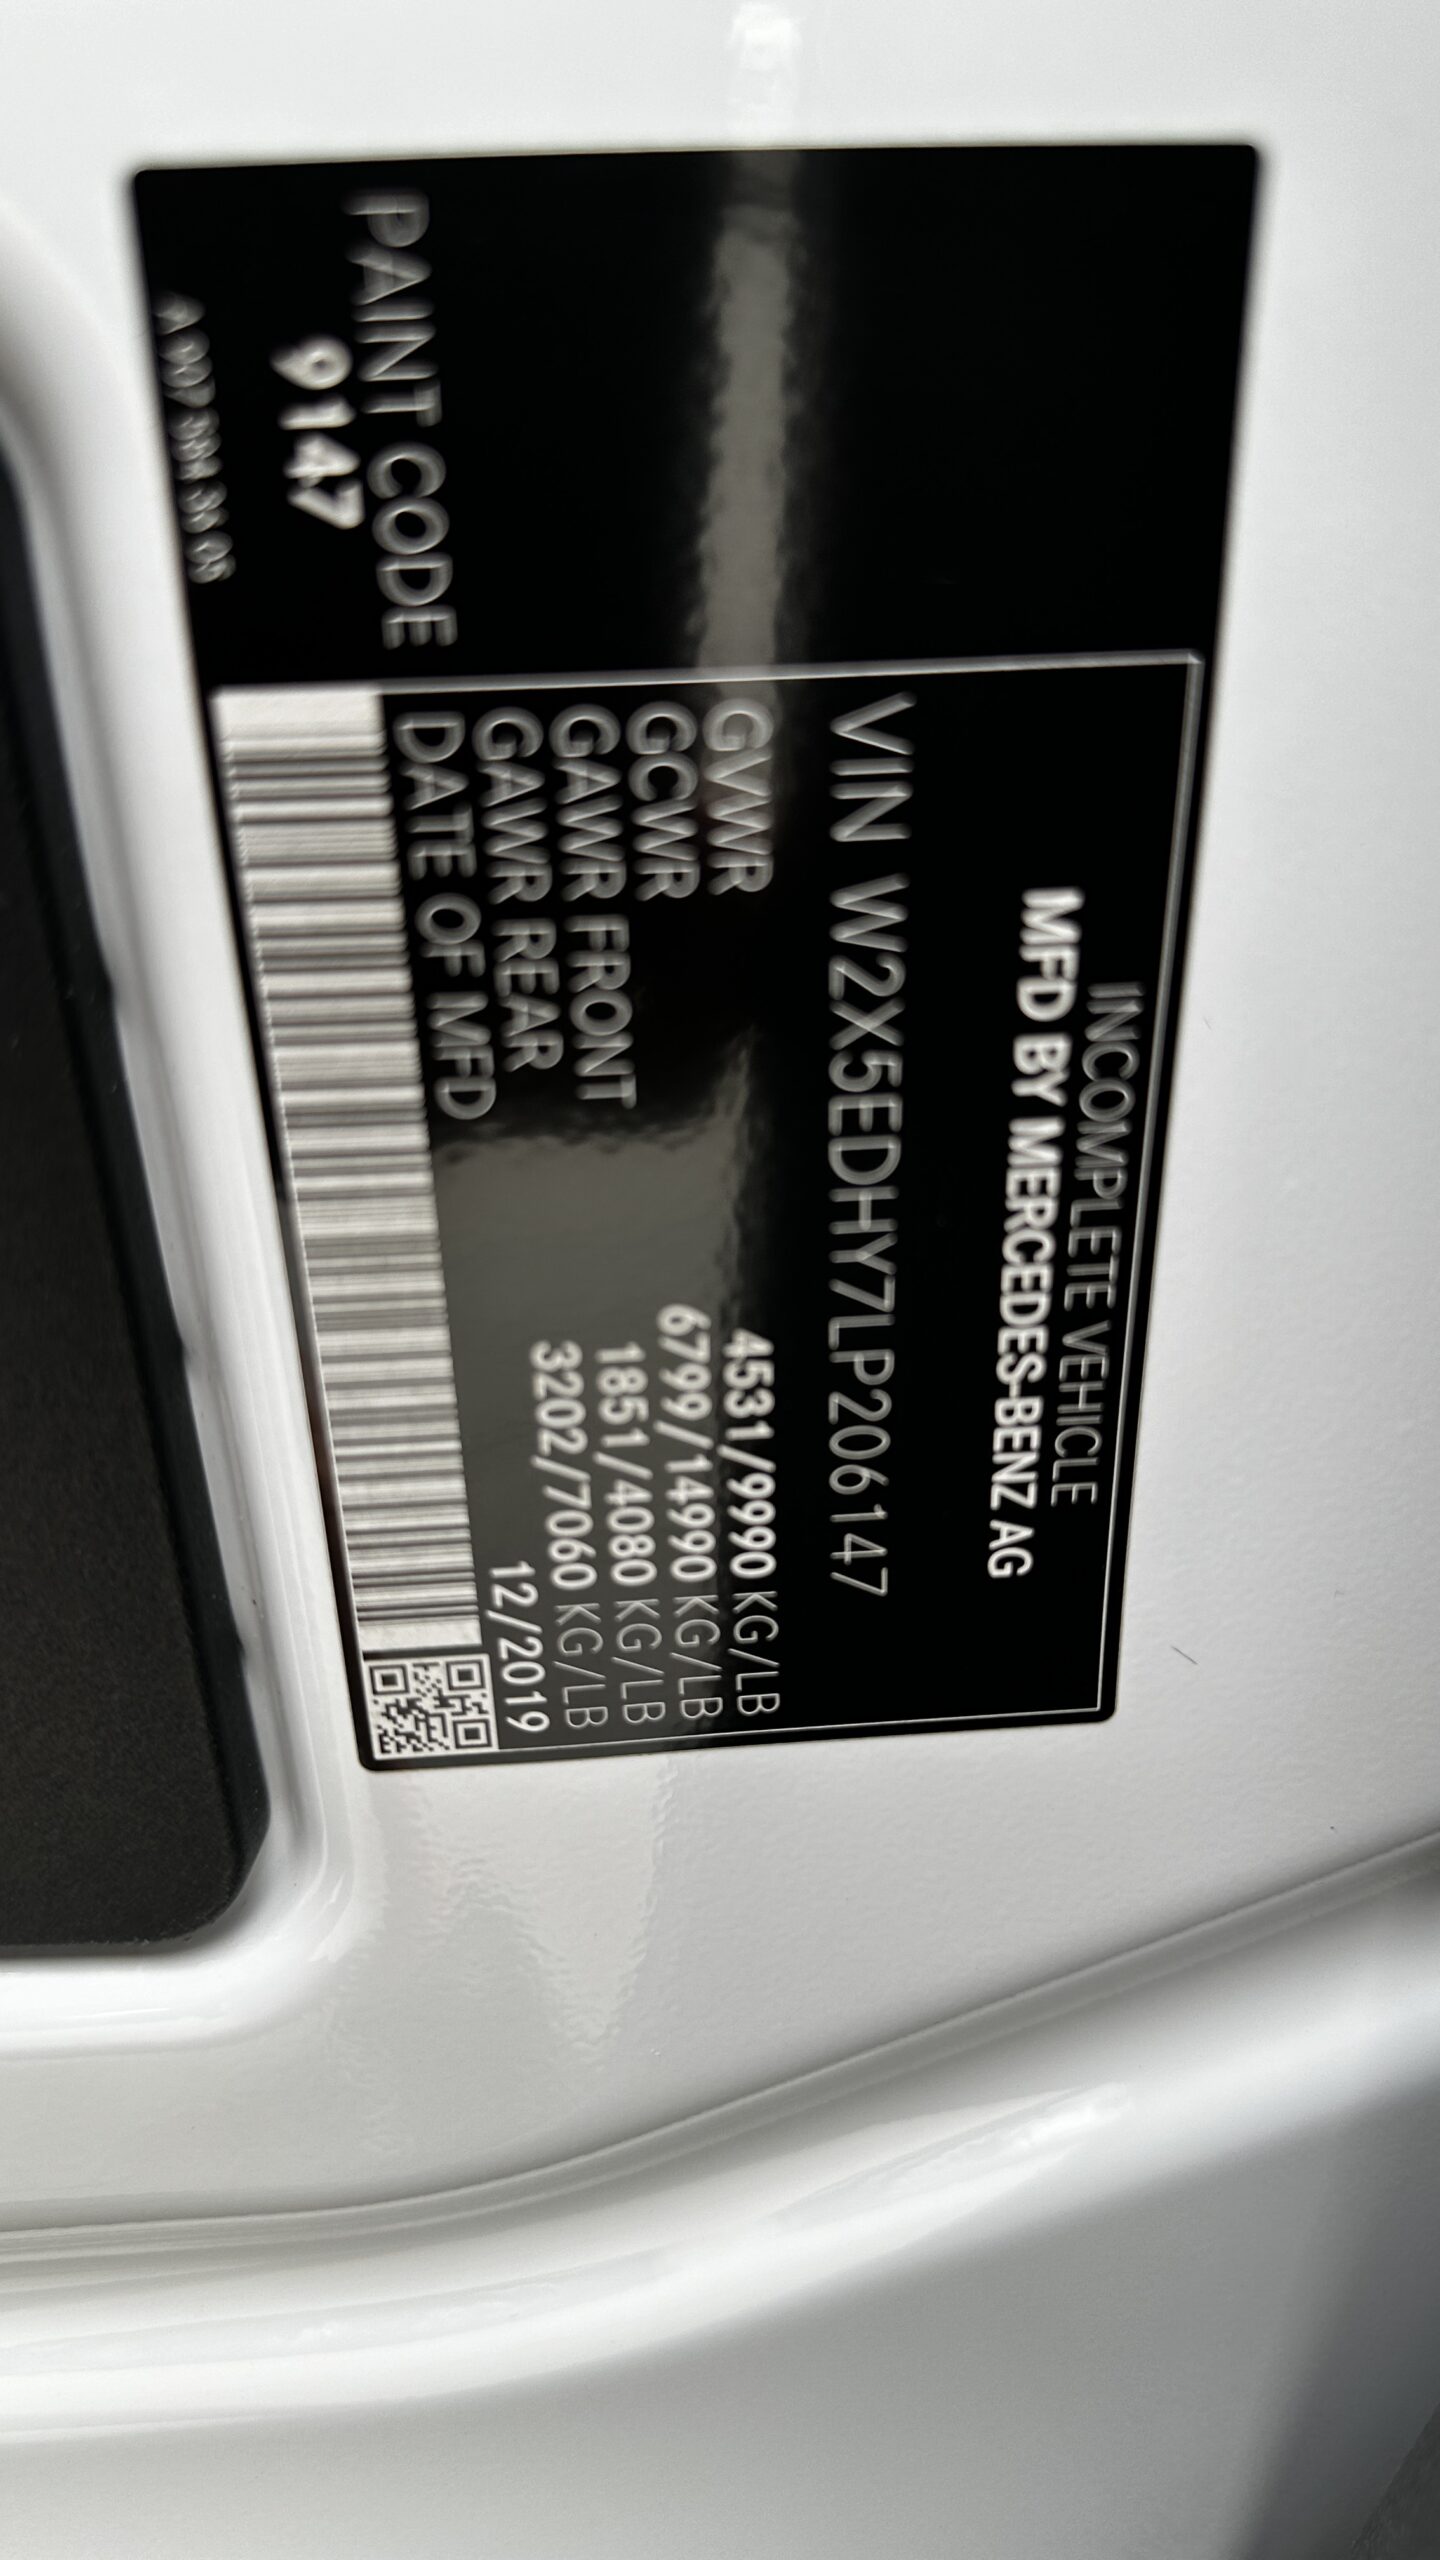 INCOMPLETE VEHICLE
MFD BY MERCEDES-BENZ AG
VIN W2X5EDHY7LP206147
GVWR 4531/9990 KG/LB
GCWR 6799/14990 KG/LB
GAWR FRONT 1851/4080 KG/LB
GAWR REAR 3202/7060 KG/LB
DATE OF MFD 12/2019
PAINT CODE
9147